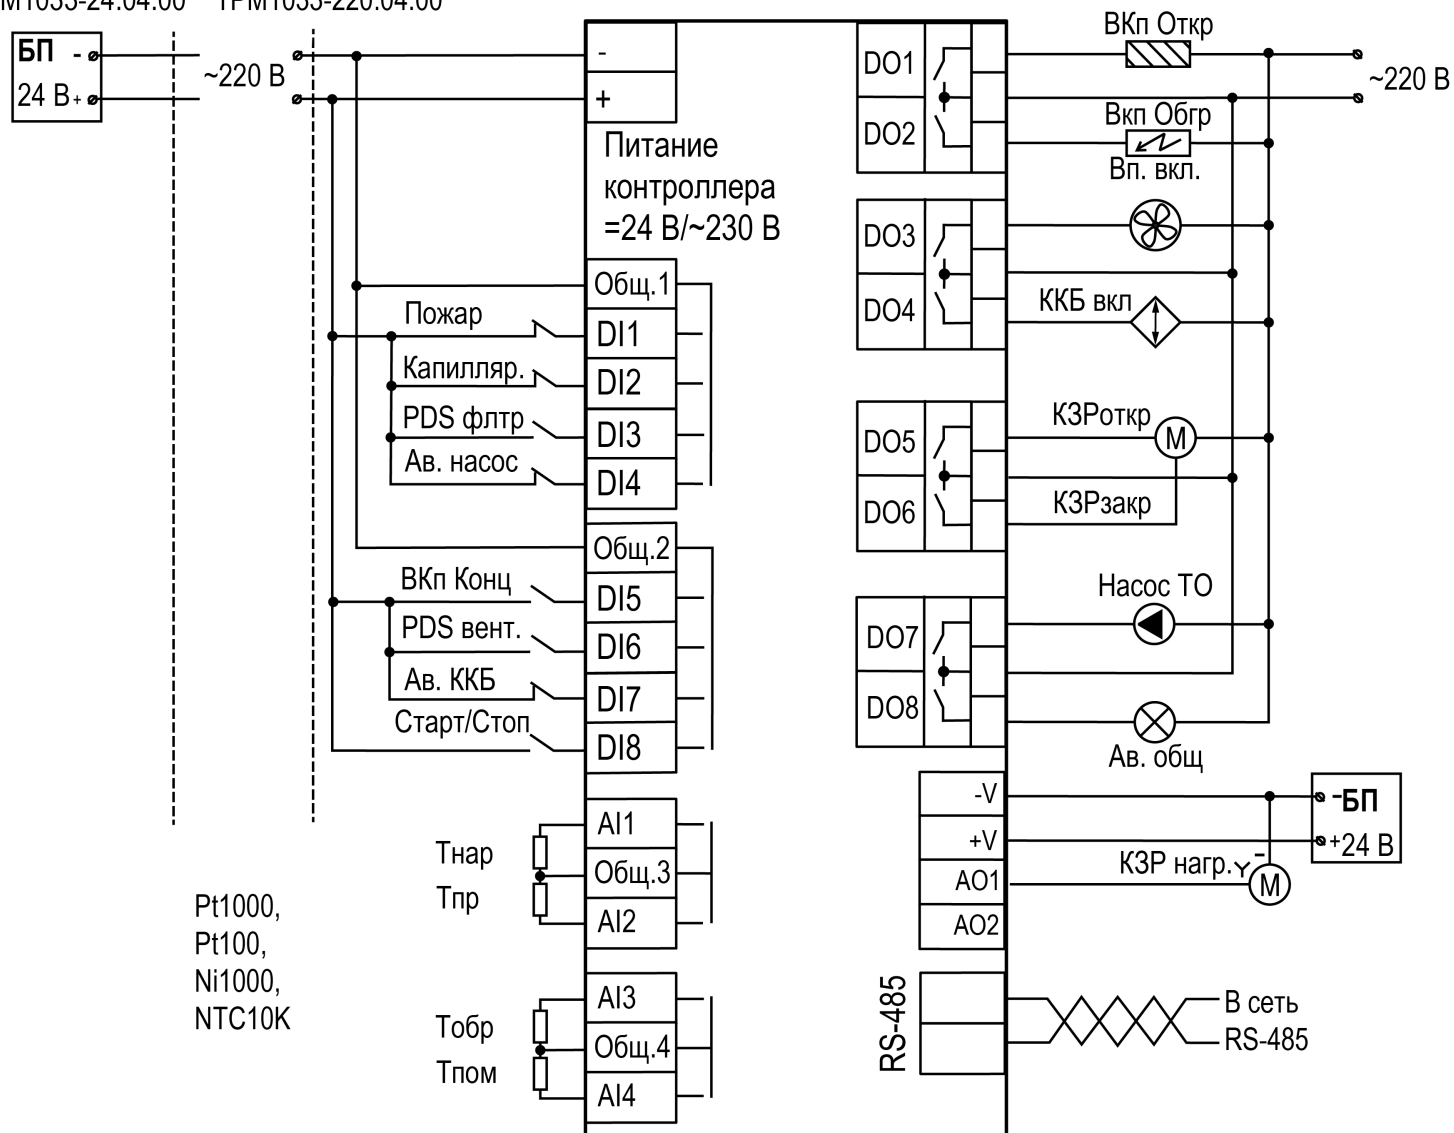 БП -
24 В +
~220 В
-
+
Питание
контроллера
=24 В/~230 В
Общ.1
Пожар
DI1
Капилляр.
DI2
PDS флтр
DI3
Ав. насос
DI4
Общ.2
ВКп Конц
DI5
PDS вент.
DI6
Ав. ККБ
DI7
Старт/Стоп
DI8
AI1
Тнар
Общ.3
Тпр
AI2
Pt1000,
Pt100,
Ni1000,
NTC10K
AI3
Тобр
Общ.4
Тпом
AI4
ВКп Откр
DO1
~220 В
Вкп Обгр
DO2
Вп. вкл.
DO3
ККБ вкл
DO4
КЗРоткр
DO5
М
КЗРзакр
DO6
Насос ТО
DO7
DO8
Ав. общ
-V
-БП
+V
+24 В
КЗР нагр. Y -
AO1
М
AO2
RS-485
В сеть
RS-485